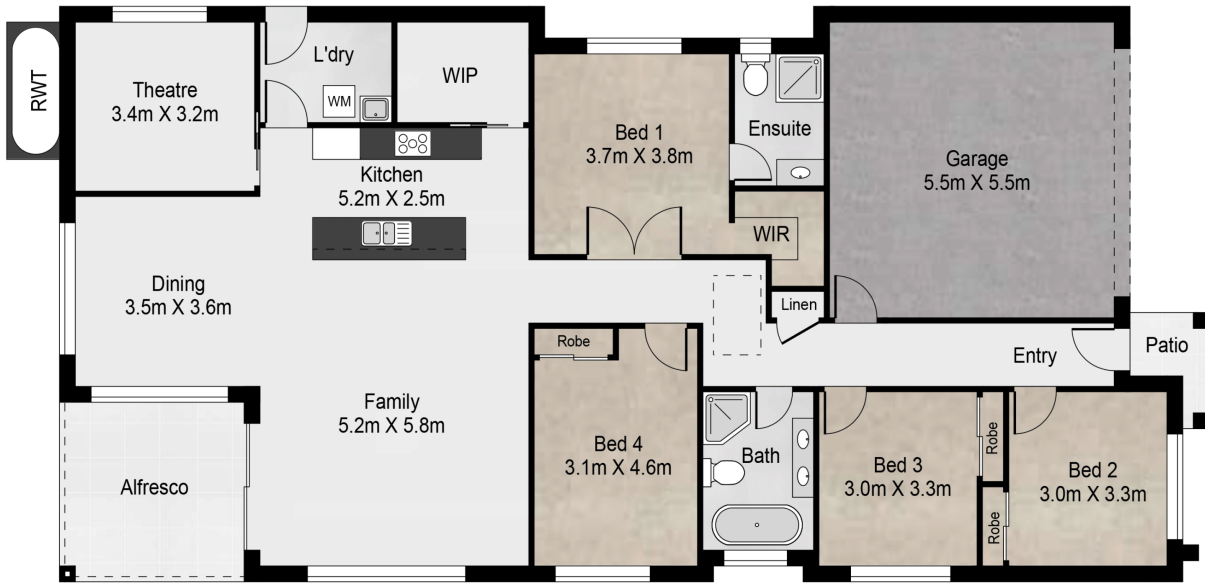 RWT
Theatre
3.4m X 3.2m
L'dry
WM
WIP
Kitchen
5.2m X 2.5m
Bed 1
3.7m X 3.8m
Ensuite
WIR
Garage
5.5m X 5.5m
Dining
3.5m X 3.6m
Linen
Entry
Patio
Robe
Family
5.2m X 5.8m
Alfresco
Bed 4
3.1m X 4.6m
Bath
Bed 3
3.0m X 3.3m
Robe
Robe
Bed 2
3.0m X 3.3m